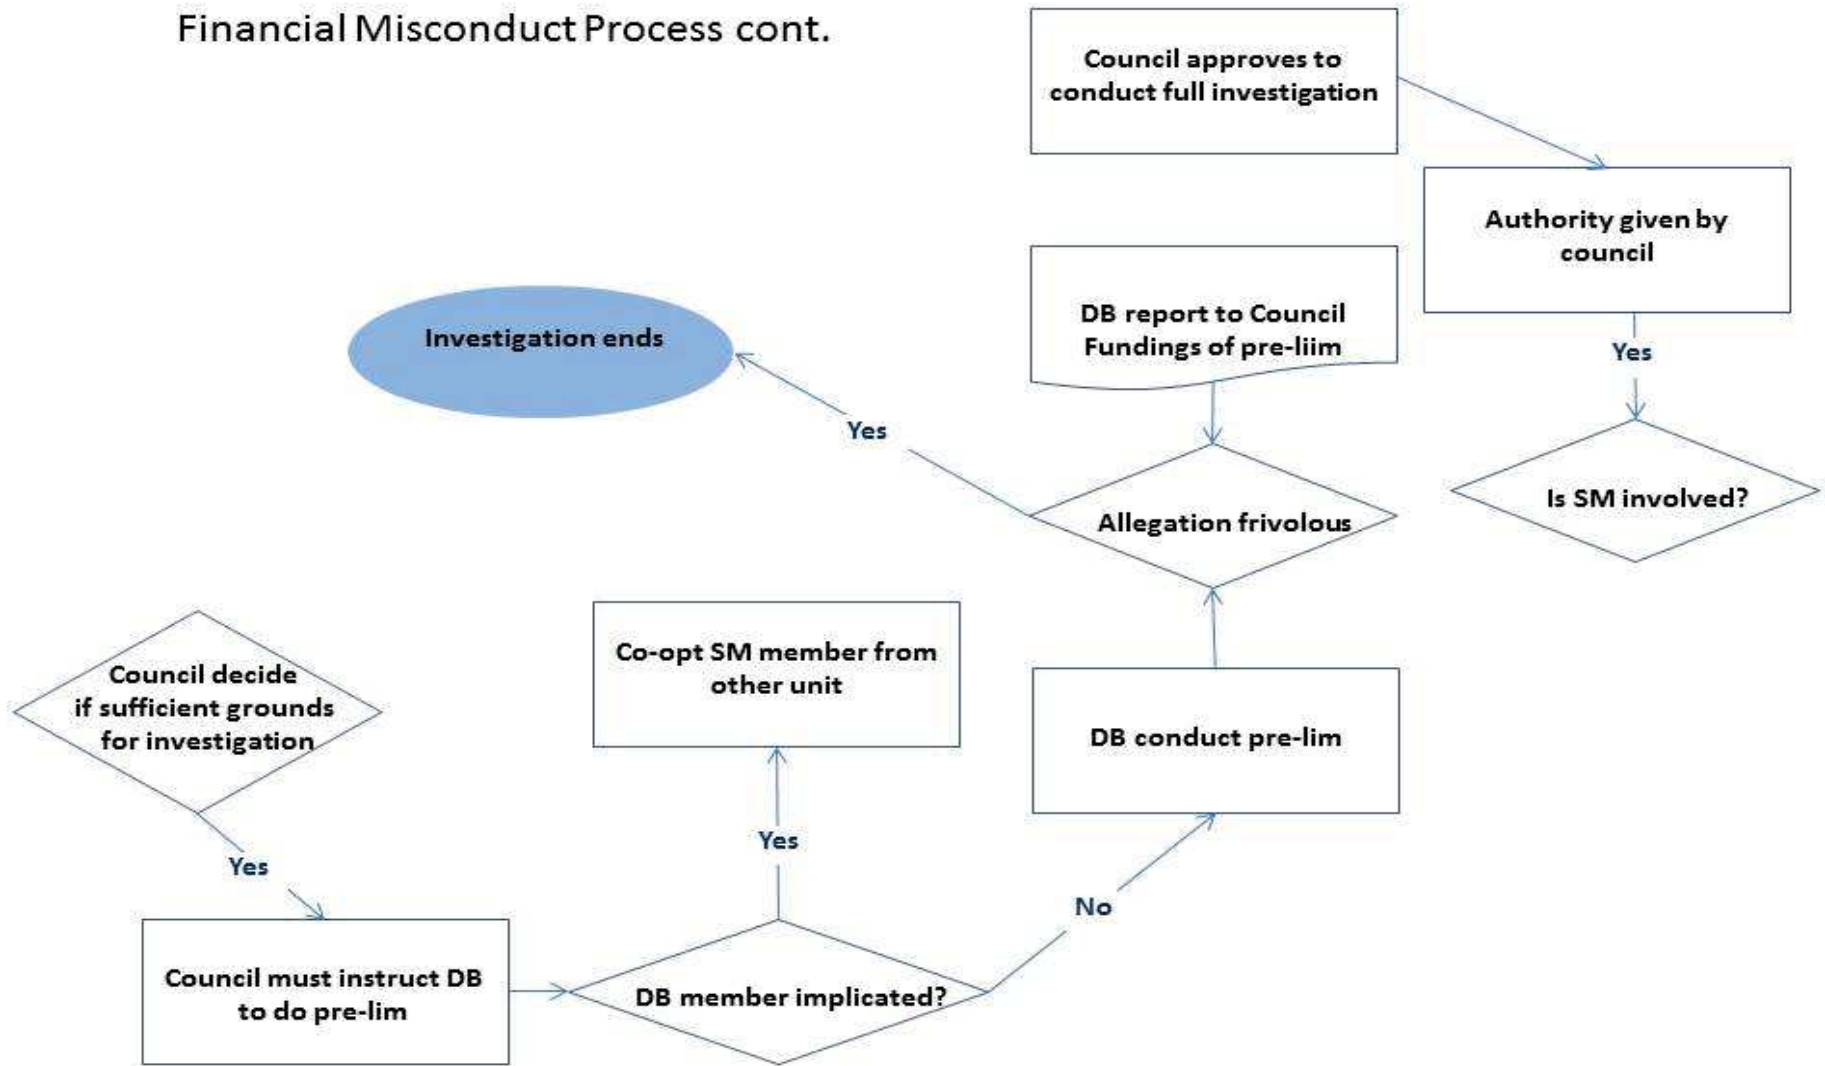 Financial Misconduct Process cont.
Council approves to
conduct full investigation
Authority given by
council
Yes
Is SM involved?
DB report to Council
Fundings of pre-liim
Investigation ends
Yes
Allegation frivolous
Council decide
if sufficient grounds
for investigation
Yes
Council must instruct DB
to do pre-lim
Co-opt SM member from
other unit
Yes
DB member implicated?
No
DB conduct pre-lim